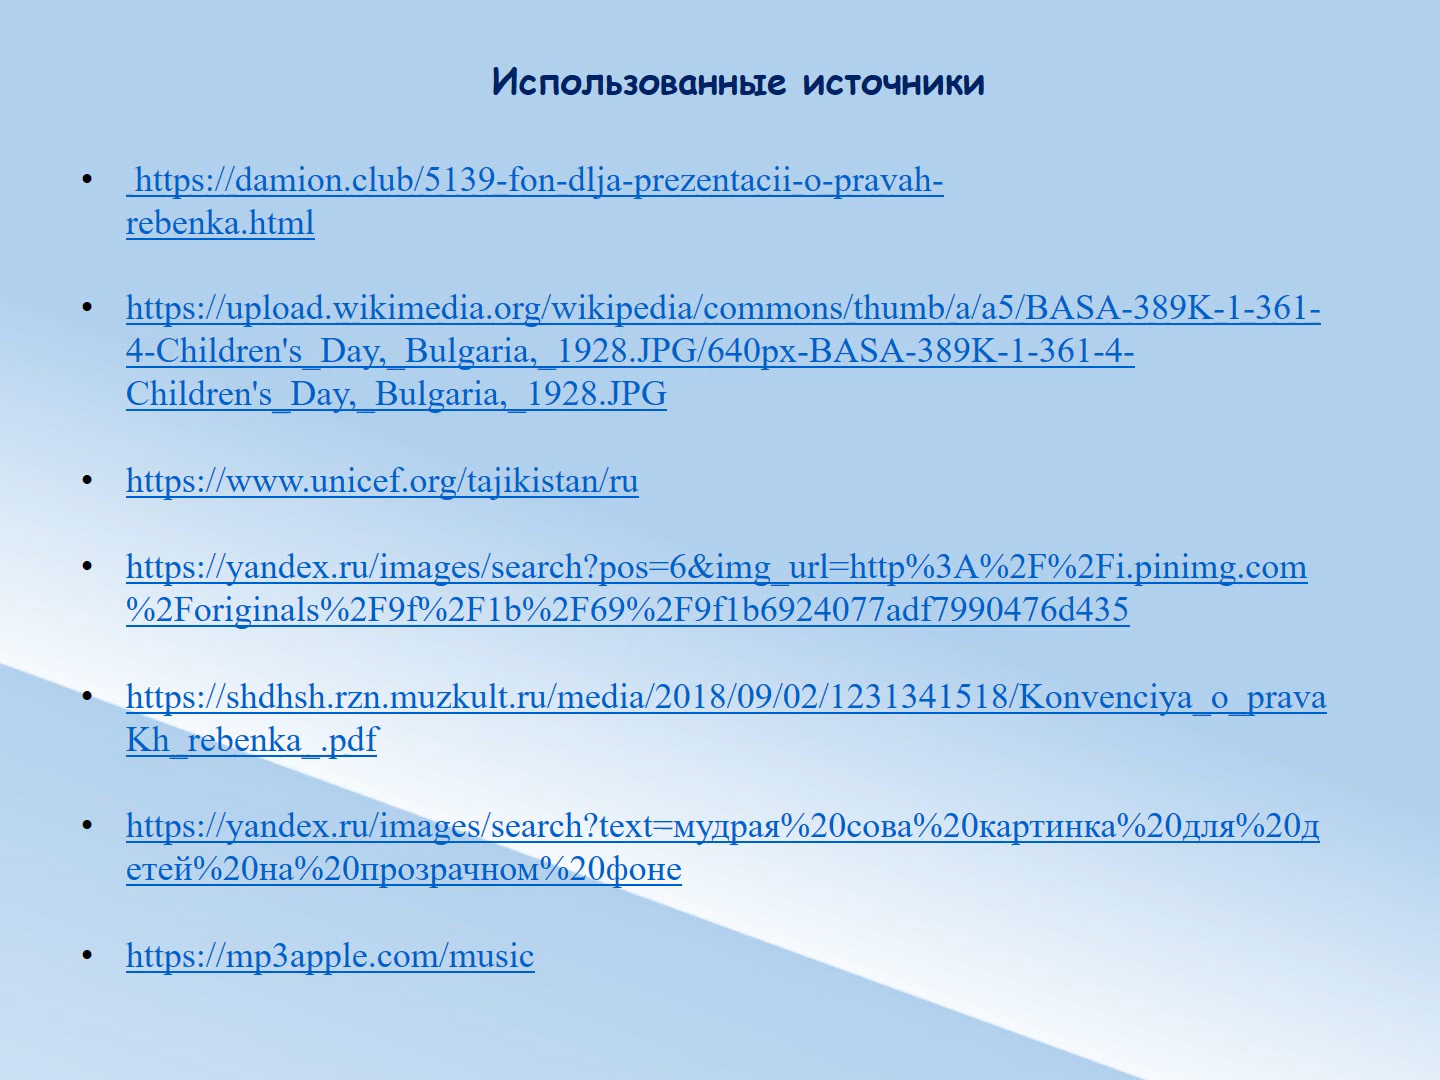 Использованные источники
• https://damion.club/5139-fon-dlja-prezentacii-o-pravah-
rebenka.html
• https://upload.wikimedia.org/wikipedia/commons/thumb/a/a5/BASA-389K-1-361-
4-Children's_Day,_Bulgaria,_1928.JPG/640px-BASA-389K-1-361-4-
Children's_Day,_Bulgaria,_1928.JPG
• https://www.unicef.org/tajikistan/ru
• https://yandex.ru/images/search?pos=6&img_url=http%3A%2F%2Fi.pinimg.com
%2Foriginals%2F9f%2F1b%2F69%2F9f1b6924077adf7990476d435
• https://shdhsh.rzn.muzkult.ru/media/2018/09/02/1231341518/Konvenciya_o_prava
Kh_rebenka_.pdf
• https://yandex.ru/images/search?text=мудрая%20сова%20картинка%20для%20д
етей%20на%20прозрачном%20фоне
• https://mp3apple.com/music